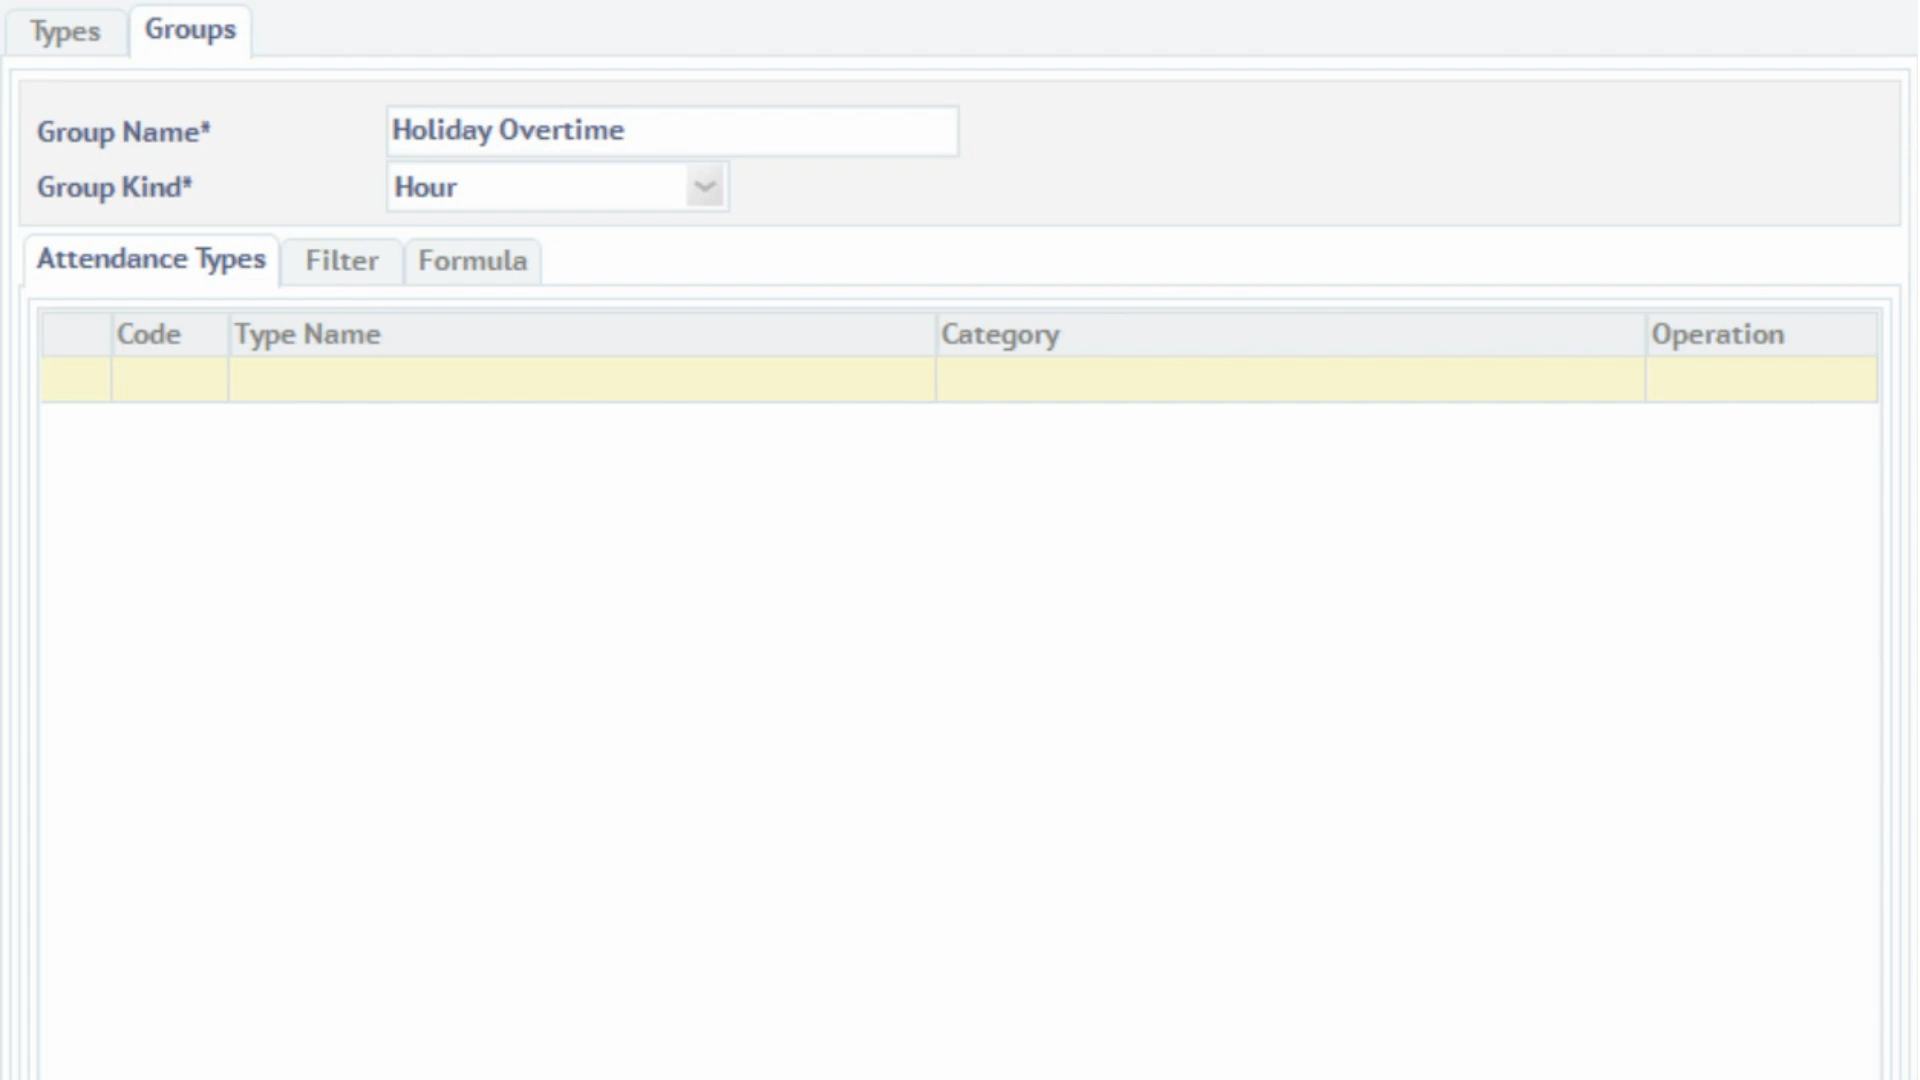 Types Groups
Group Name* Holiday Overtime
Group Kind* Hour
Attendance Types Filter Formula
Code Type Name Category Operation